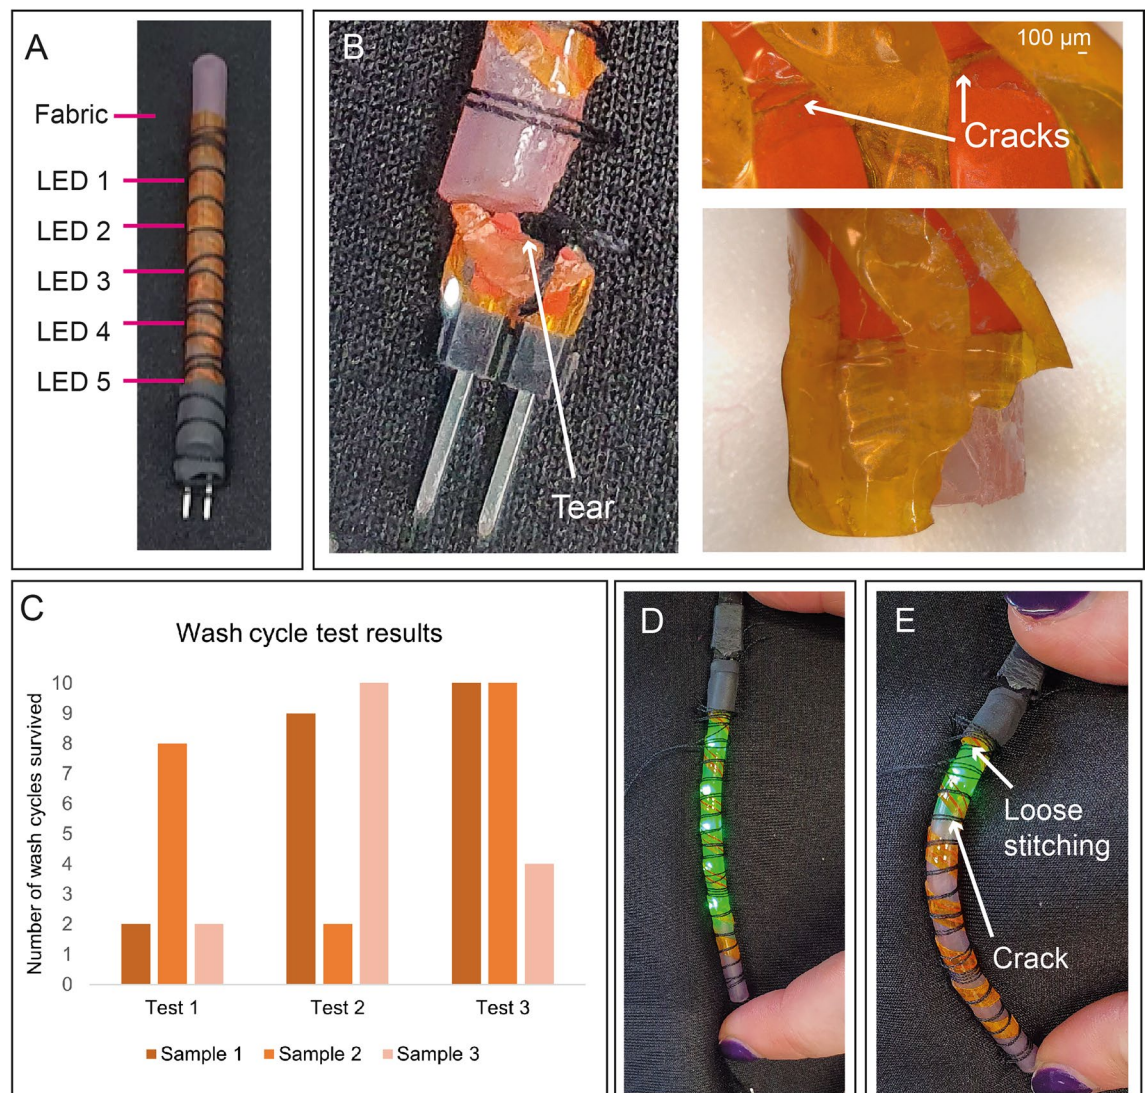 A
Fabric
LED 1
LED 2
LED 3
LED 4
LED 5
B
Tear
100 µm
Cracks
C
Wash cycle test results
Number of wash cycles survived
10
9
8
7
6
5
4
3
2
1
0
Test 1
Test 2
Test 3
Sample 1
Sample 2
Sample 3
D
E
Loose
stitching
Crack